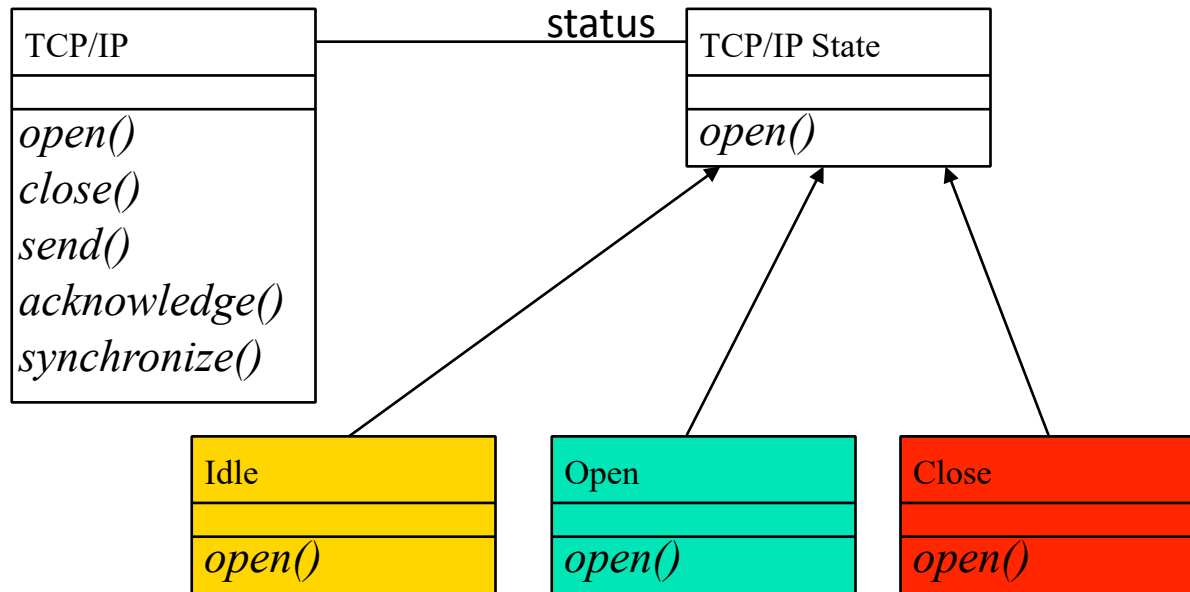 TCP/IP
open()
close()
send()
acknowledge()
synchronize()
status
TCP/IP State
open()
Idle
open()
Open
open()
Close
open()